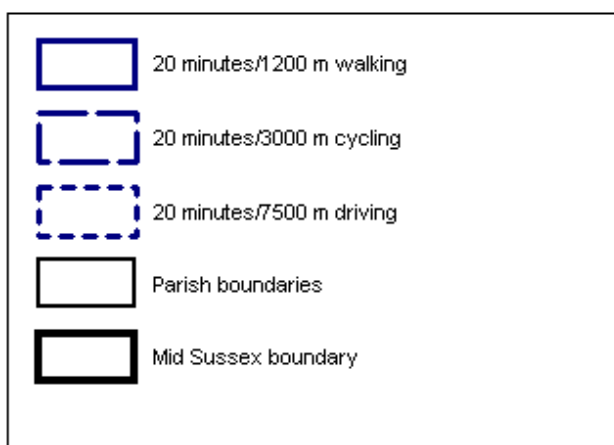 20 minutes/1200 m walking
20 minutes/3000 m cycling
20 minutes/7500 m driving
Parish boundaries
Mid Sussex boundary